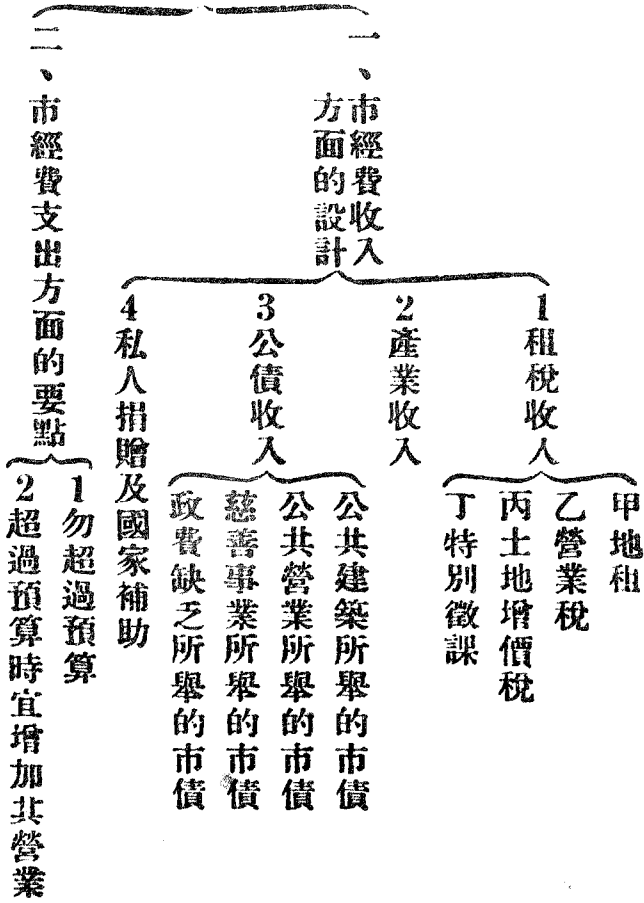 一、市經費收入
方面的設計
1租稅收人
甲地租
乙營業稅
丙土地增價稅
丁特別徵課
2產業收入
3公債收入
公共建築所舉的市債
公共營業所舉的市債
慈善事業所舉的市債
政費缺乏所舉的市債
4私人捐贈及國家補助
二、市經費支出方面的要點
1勿超過預算
2超過預算時宜增加其營業